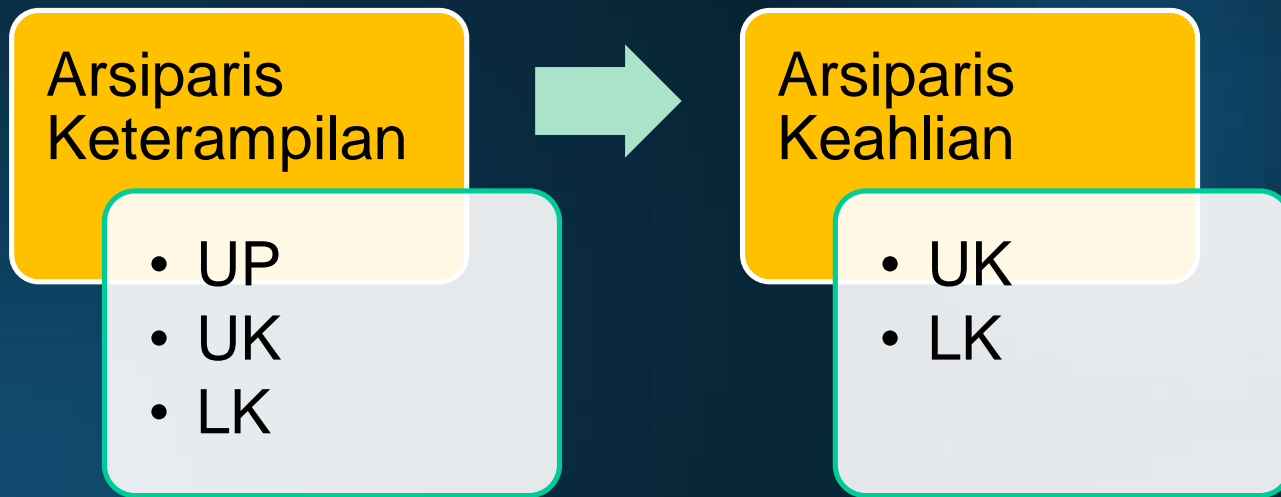 Arsiparis
Keterampilan
• UP
• UK
• LK
Arsiparis
Keahlian
• UK
• LK